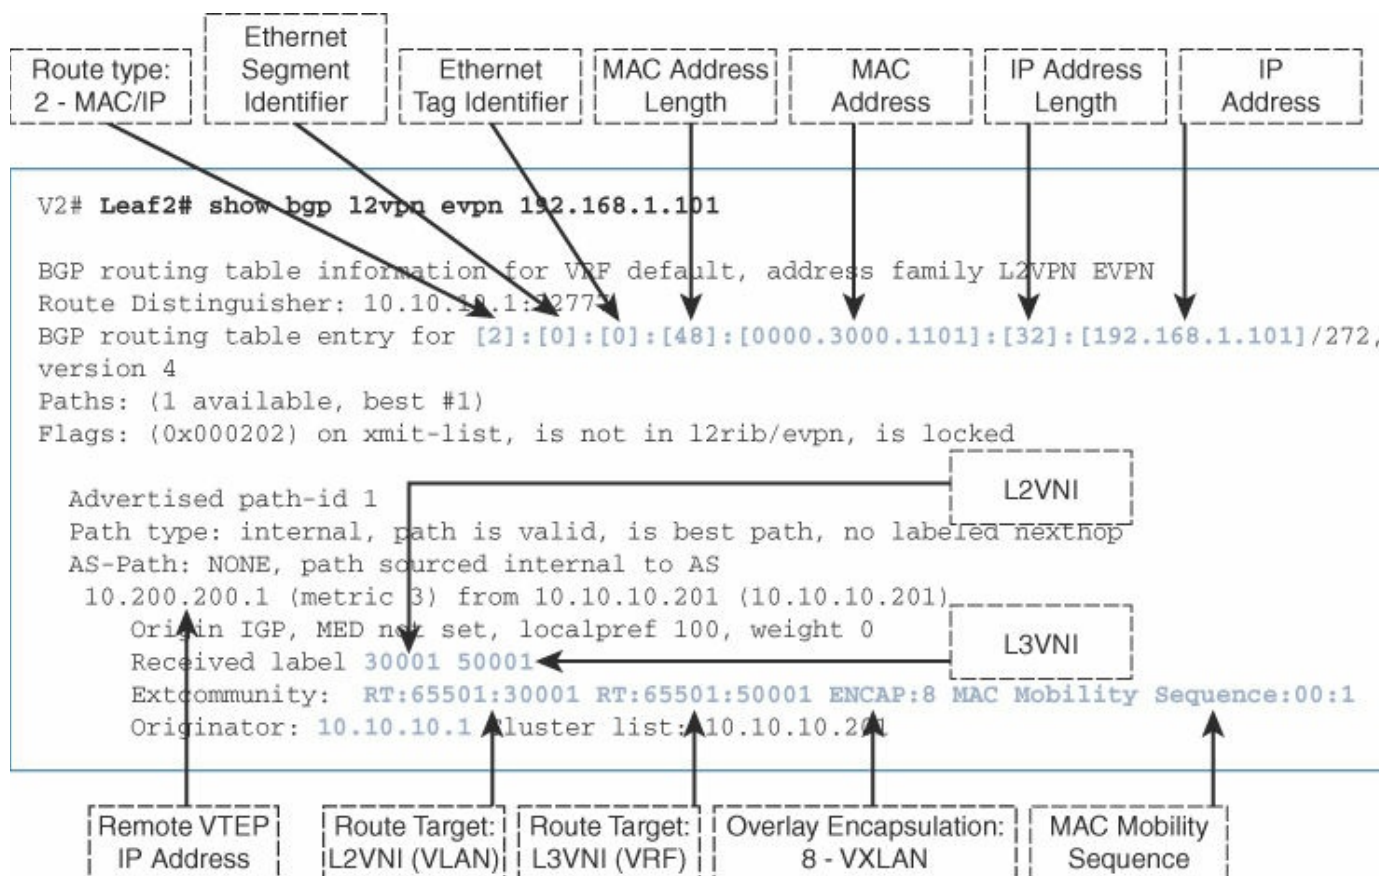 Route type:
2 - MAC/IP
Ethernet
Segment
Identifier
Ethernet
Tag Identifier
MAC Address
Length
MAC
Address
IP Address
Length
IP
Address
V2# Leaf2# show bgp l2vpn evpn 192.168.1.101
BGP routing table information for VRF default, address family L2VPN EVPN
Route Distinguisher: 10.10.10.1:32777
BGP routing table entry for [2]:[0]:[0]:[48]:[0000.3000.1101]:[32]:[192.168.1.101]/272,
version 4
Paths: (1 available, best #1)
Flags: (0x000202) on xmit-list, is not in l2rib/evpn, is locked
L2VNI
Advertised path-id 1
Path type: internal, path is valid, is best path, no labeled nexthop
AS-Path: NONE, path sourced internal to AS
10.200.200.1 (metric 3) from 10.10.10.201 (10.10.10.201)
Origin IGP, MED not set, localpref 100, weight 0
L3VNI
Received label 30001 50001
Extcommunity: RT:65501:30001 RT:65501:50001 ENCAP:8 MAC Mobility Sequence:00:1
Originator: 10.10.10.1 Cluster list: 10.10.10.201
Remote VTEP
IP Address
Route Target:
L2VNI (VLAN)
Route Target:
L3VNI (VRF)
Overlay Encapsulation:
8 - VXLAN
MAC Mobility
Sequence